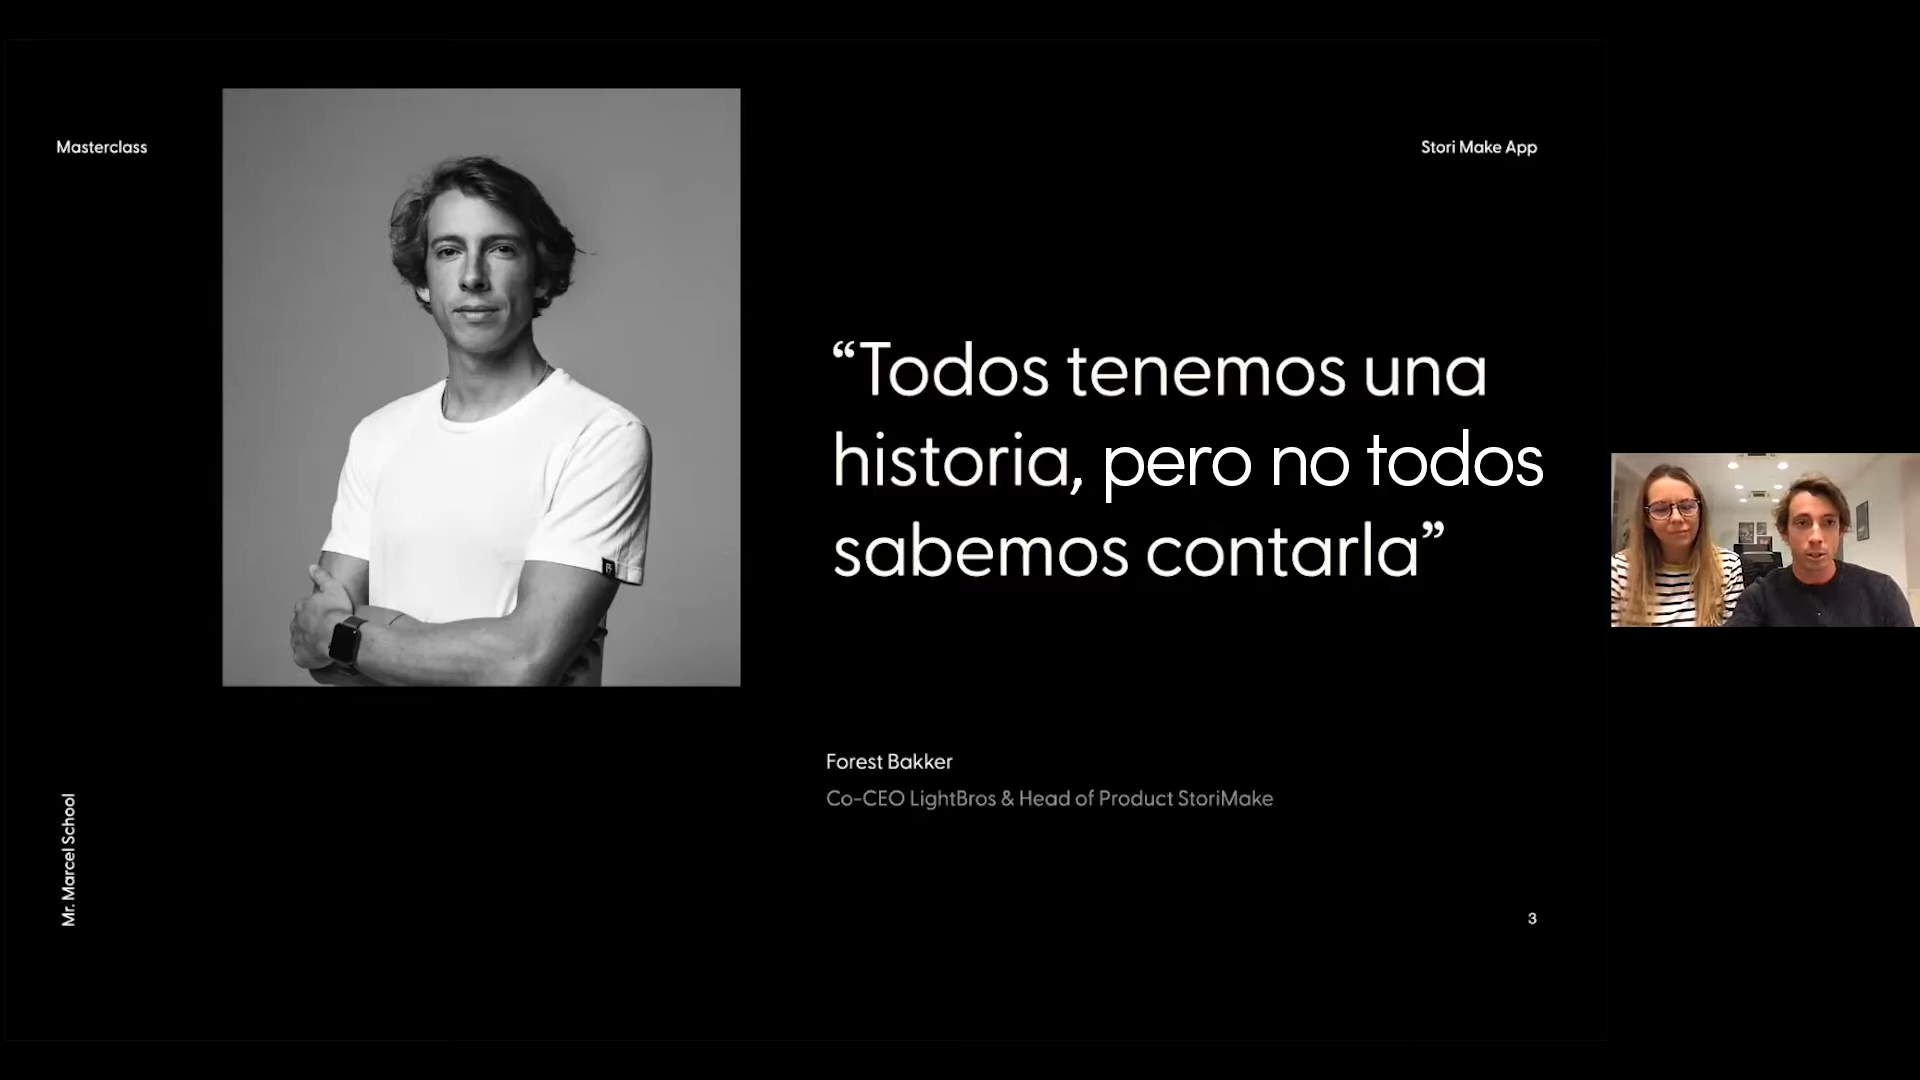 Masterclass
Stori Make App
“Todos tenemos una
historia, pero no todos
sabemos contarla”
Forest Bakker
Co-CEO LightBros & Head of Product StoriMake
Mr. Marcel School
3